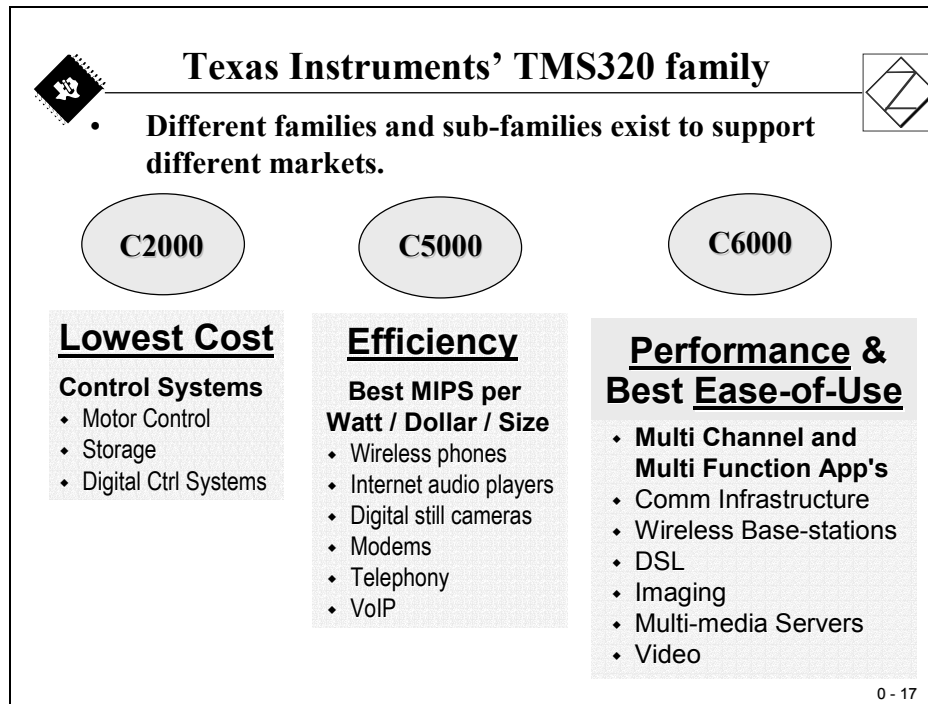 Texas Instruments’ TMS320 family
• Different families and sub-families exist to support
different markets.
C2000
C5000
C6000
Lowest Cost
Control Systems
Motor Control
Storage
Digital Ctrl Systems
Efficiency
Best MIPS per
Watt / Dollar / Size
Wireless phones
Internet audio players
Digital still cameras
Modems
Telephony
VoIP
Performance &
Best Ease-of-Use
Multi Channel and
Multi Function App's
Comm Infrastructure
Wireless Base-stations
DSL
Imaging
Multi-media Servers
Video
0 - 17